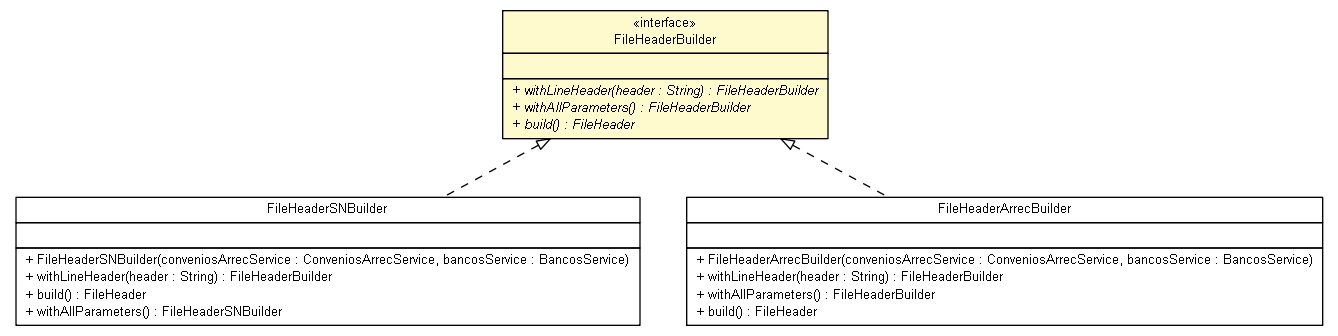 «interface»
FileHeaderBuilder
+ withLineHeader(header : String) : FileHeaderBuilder
+ withAllParameters() : FileHeaderBuilder
+ build() : FileHeader
FileHeaderSNBuilder
+ FileHeaderSNBuilder(conveniosArrecService : ConveniosArrecService, bancosService : BancosService)
+ withLineHeader(header : String) : FileHeaderBuilder
+ build() : FileHeader
+ withAllParameters() : FileHeaderSNBuilder
FileHeaderArrecBuilder
+ FileHeaderArrecBuilder(conveniosArrecService : ConveniosArrecService, bancosService : BancosService)
+ withLineHeader(header : String) : FileHeaderBuilder
+ withAllParameters() : FileHeaderBuilder
+ build() : FileHeader